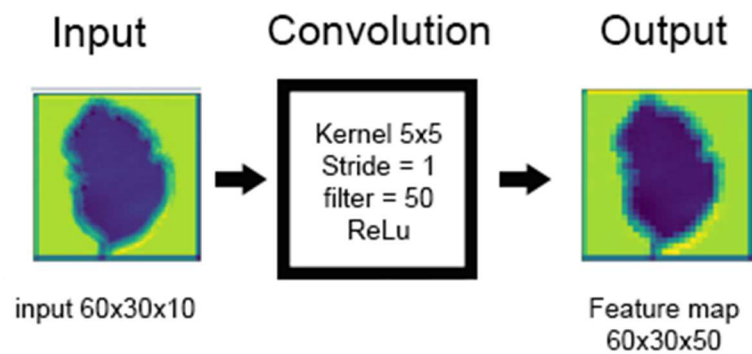 Input
Convolution
Output
Kernel 5x5
Stride = 1
filter = 50
ReLu
input 60x30x10
Feature map
60x30x50